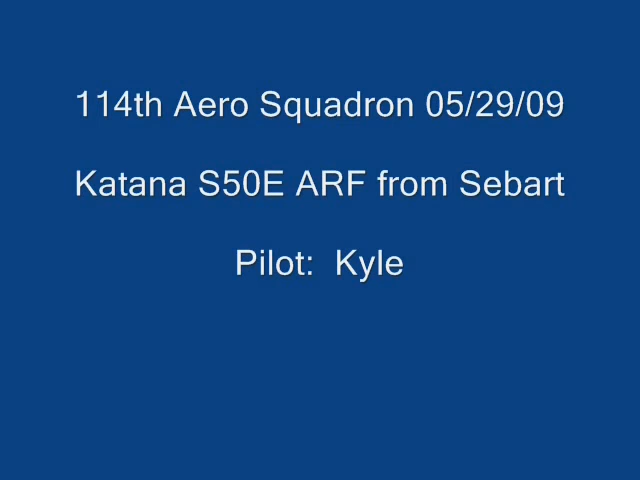 114th Aero Squadron 05/29/09
Katana S50E ARF from Sebart
Pilot:  Kyle